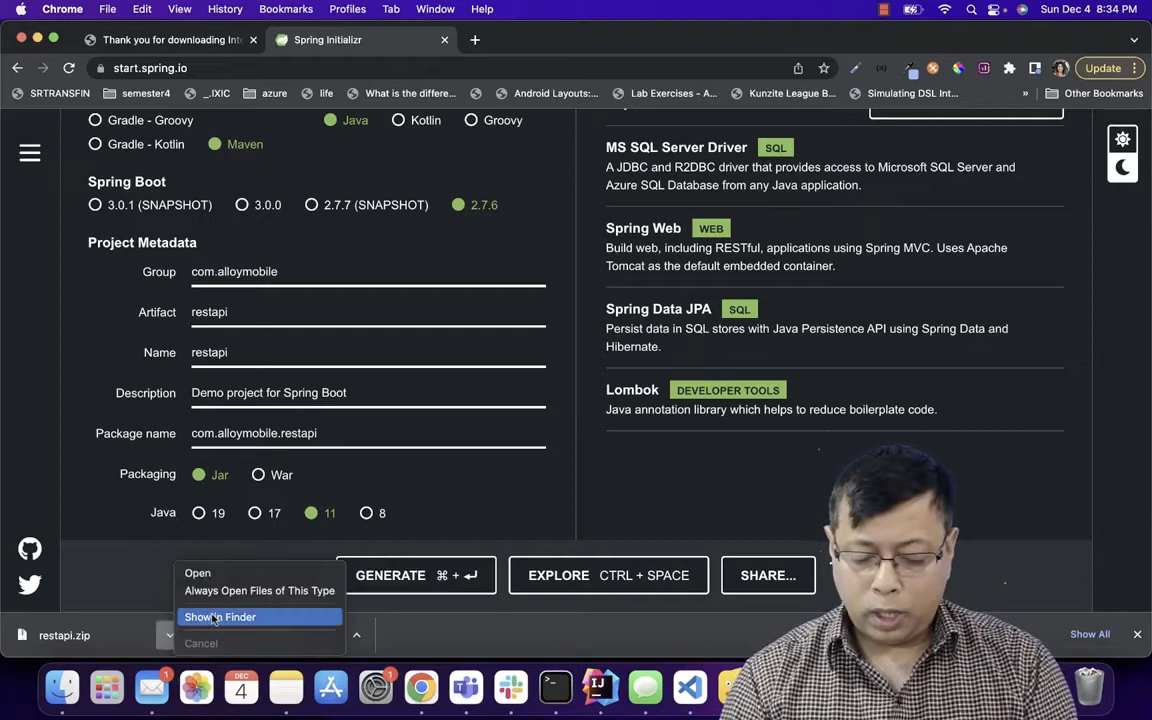 Chrome File Edit View History Bookmarks Profiles Tab Window Help Sun Dec 4 8:34 PM
Thank you for downloading Inte
Spring Initializr
start.spring.io
Update
SRTRANSFIN semester4 _.IXIC azure life What is the differe... Android Layouts:... Lab Exercises - A... Kunzite League B... Simulating DSL Int... » Other Bookmarks
Gradle - Groovy Java Kotlin Groovy
Gradle - Kotlin Maven
Spring Boot
3.0.1 (SNAPSHOT) 3.0.0 2.7.7 (SNAPSHOT) 2.7.6
Project Metadata
Group com.alloymobile
Artifact restapi
Name restapi
Description Demo project for Spring Boot
Package name com.alloymobile.restapi
Packaging Jar War
Java 19 17 11 8
MS SQL Server Driver SQL
A JDBC and R2DBC driver that provides access to Microsoft SQL Server and
Azure SQL Database from any Java application.
Spring Web WEB
Build web, including RESTful, applications using Spring MVC. Uses Apache
Tomcat as the default embedded container.
Spring Data JPA SQL
Persist data in SQL stores with Java Persistence API using Spring Data and
Hibernate.
Lombok DEVELOPER TOOLS
Java annotation library which helps to reduce boilerplate code.
GENERATE ⌘ + ↵
EXPLORE CTRL + SPACE
SHARE...
Open
Always Open Files of This Type
Show in Finder
Cancel
restapi.zip
Show All
1
DEC
4
1